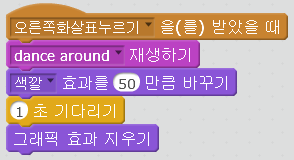 오른쪽화살표누르기 을(를) 받았을 때
dance around 재생하기
색깔 효과를 50 만큼 바꾸기
1 초 기다리기
그래픽 효과 지우기